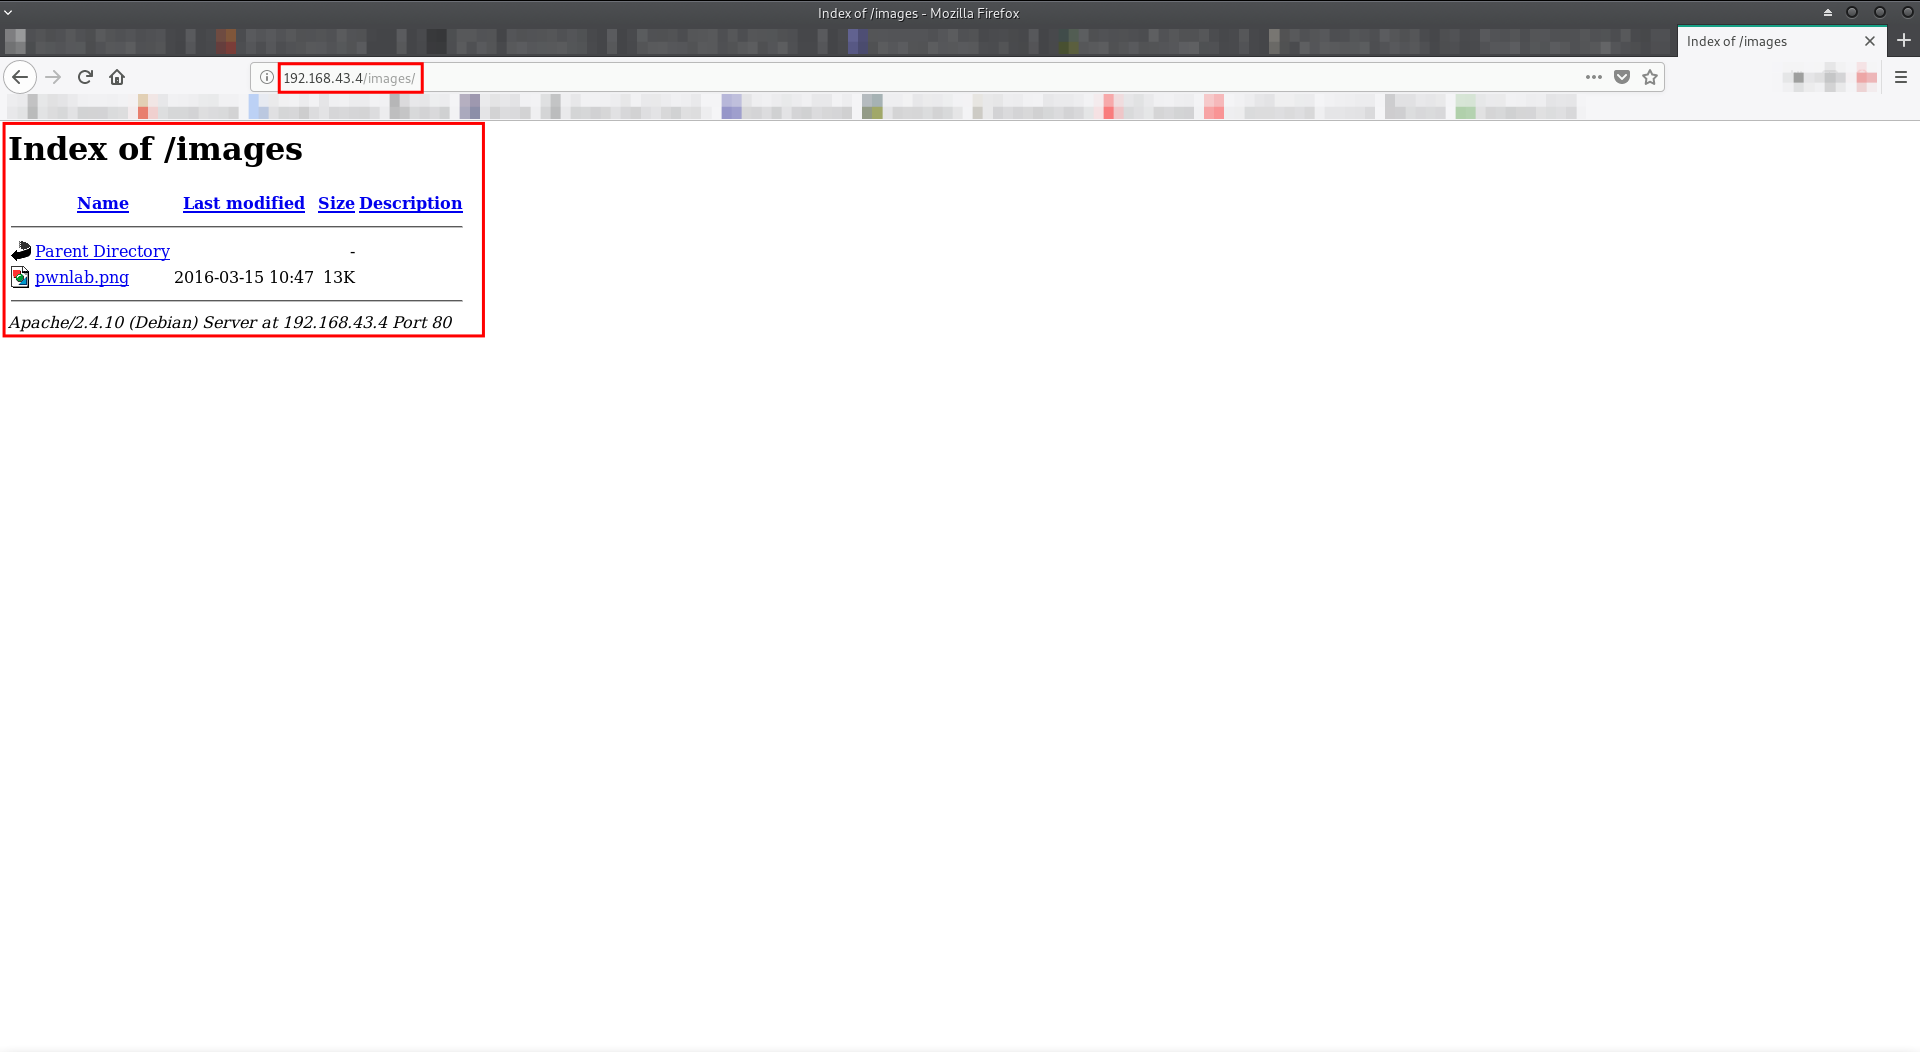 Index of /images - Mozilla Firefox
Index of /images
192.168.43.4/images/
Index of /images
Name Last modified Size Description
Parent Directory -
pwnlab.png 2016-03-15 10:47 13K
Apache/2.4.10 (Debian) Server at 192.168.43.4 Port 80